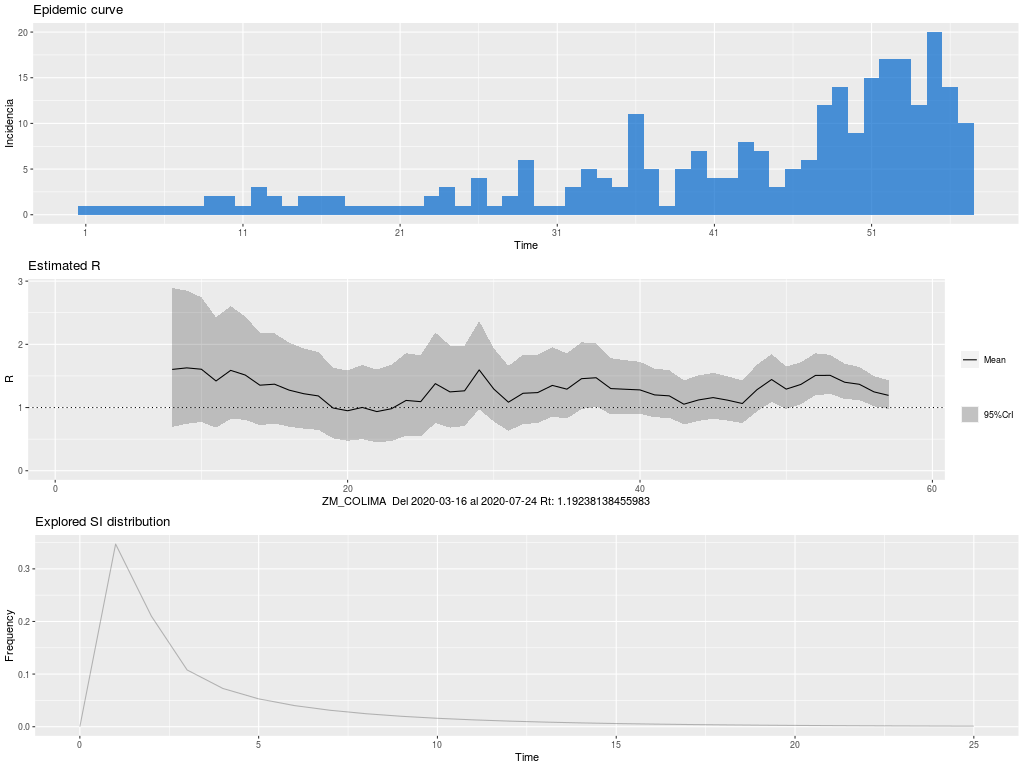 Epidemic curve
Incidencia
20
15
10
5
0
1 11 21 31 41 51
Time
Estimated R
R
3
2
1
0
Mean
95%CrI
0 20 40 60
ZM_COLIMA Del 2020-03-16 al 2020-07-24 Rt: 1.19238138455983
Explored SI distribution
Frequency
0.3
0.2
0.1
0.0
0 5 10 15 20 25
Time